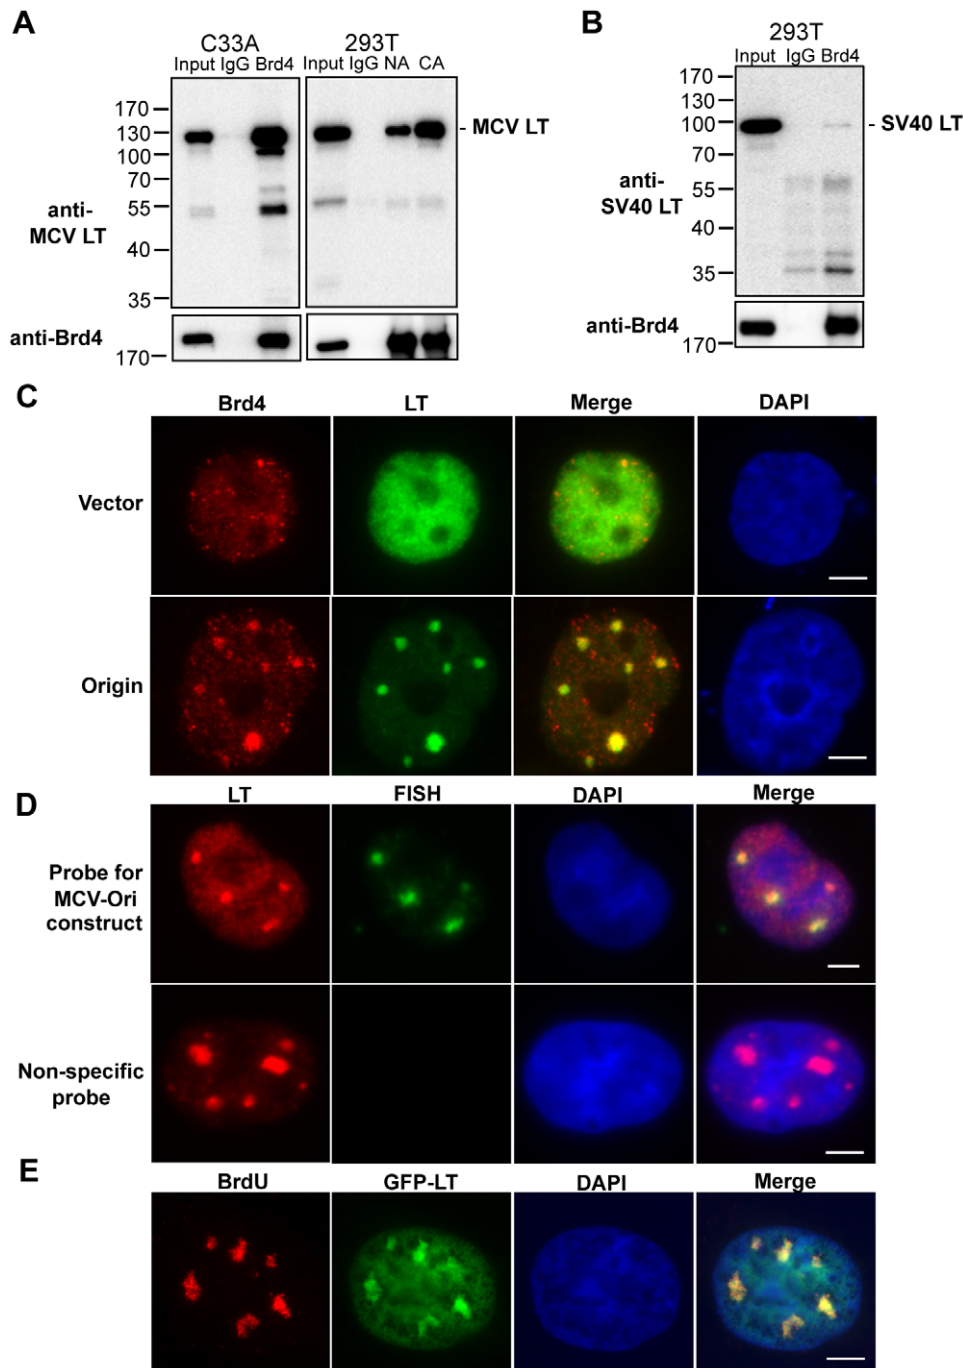 A
C33A
293T
Input IgG Brd4
Input IgG NA CA
170
130
100
70
55
40
35
- MCV LT
anti-
MCV LT
anti-Brd4
170
B
293T
Input IgG Brd4
170
130
100
70
55
40
35
- SV40 LT
anti-
SV40 LT
anti-Brd4
170
C
Brd4 LT Merge DAPI
Vector
Origin
D
LT FISH DAPI Merge
Probe for
MCV-Ori
construct
Non-specific
probe
E
BrdU GFP-LT DAPI Merge